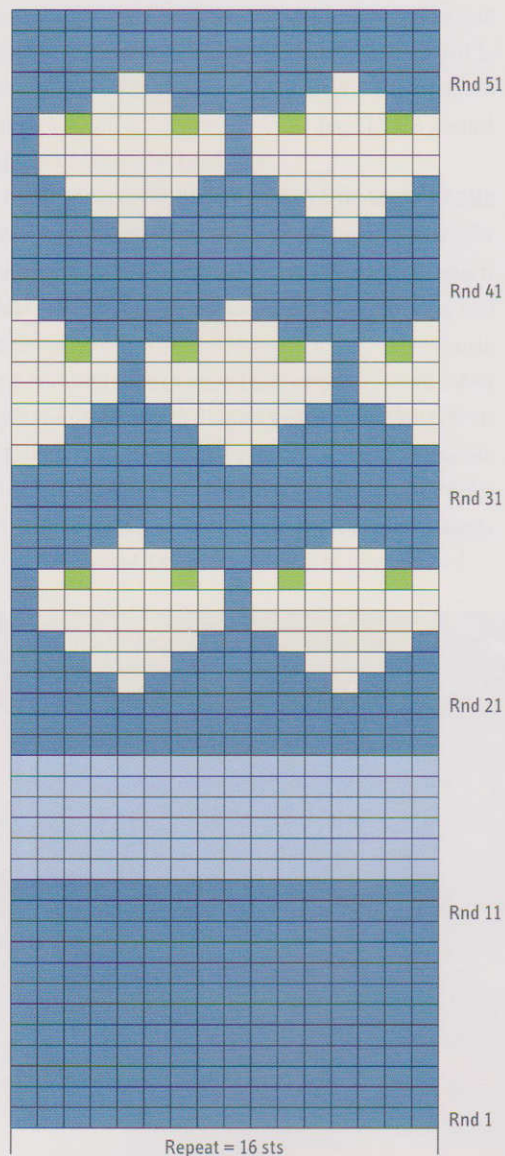 Rnd 51
Rnd 41
Rnd 31
Rnd 21
Rnd 11
Rnd 1
Repeat = 16 sts